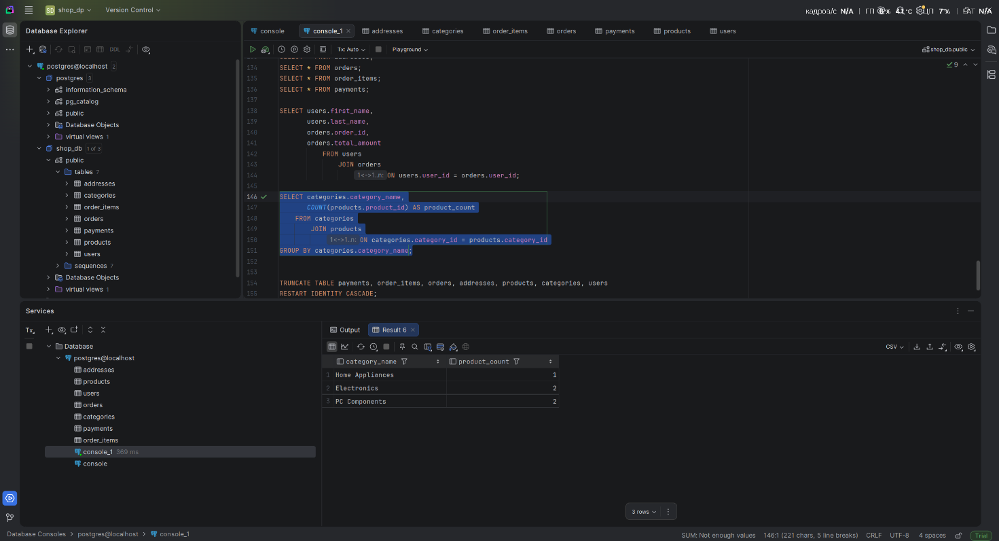 SD shop_dp Version Control
кадров/с N/A | ГП 6% 41°C | ЦП 7% | N/A
Database Explorer
console console_1 addresses categories order_items orders payments products users
DDL
Tx: Auto Playground shop_db.public
9
postgres@localhost 2
postgres 3
information_schema
pg_catalog
public
Database Objects
virtual views 1
shop_db 1 of 3
public
tables 7
addresses
categories
order_items
orders
payments
products
users
sequences 7
Database Objects
virtual views 1
134 SELECT * FROM orders;
135 SELECT * FROM order_items;
136 SELECT * FROM payments;
137
138 SELECT users.first_name,
139 users.last_name,
140 orders.order_id,
141 orders.total_amount
142 FROM users
143 JOIN orders
144 1<->1..n: ON users.user_id = orders.user_id;
145
146 SELECT categories.category_name,
147 COUNT(products.product_id) AS product_count
148 FROM categories
149 JOIN products
150 1<->1..n: ON categories.category_id = products.category_id
151 GROUP BY categories.category_name;
152
153
154 TRUNCATE TABLE payments, order_items, orders, addresses, products, categories, users
155 RESTART IDENTITY CASCADE;
Services
Tx
Database
postgres@localhost
addresses
products
users
orders
categories
payments
order_items
console_1 369 ms
console
Output Result 6
CSV
category_name product_count
1 Home Appliances 1
2 Electronics 2
3 PC Components 2
3 rows
Database Consoles > postgres@localhost > console_1
SUM: Not enough values 146:1 (221 chars, 5 line breaks) CRLF UTF-8 4 spaces Trial